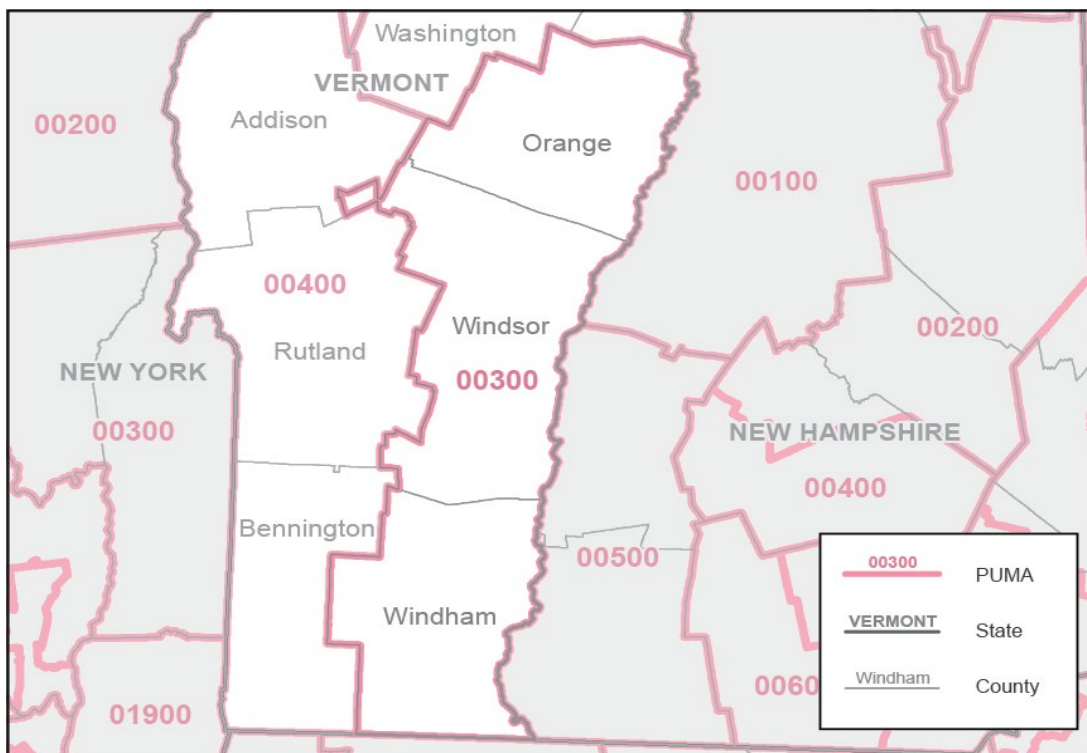 Washington
VERMONT
Addison
00200
Orange
00100
00400
Windsor
00200
Rutland
NEW YORK
00300
00300
NEW HAMPSHIRE
00400
Bennington
00500
Windham
00300
PUMA
VERMONT
State
Windham
County
01900